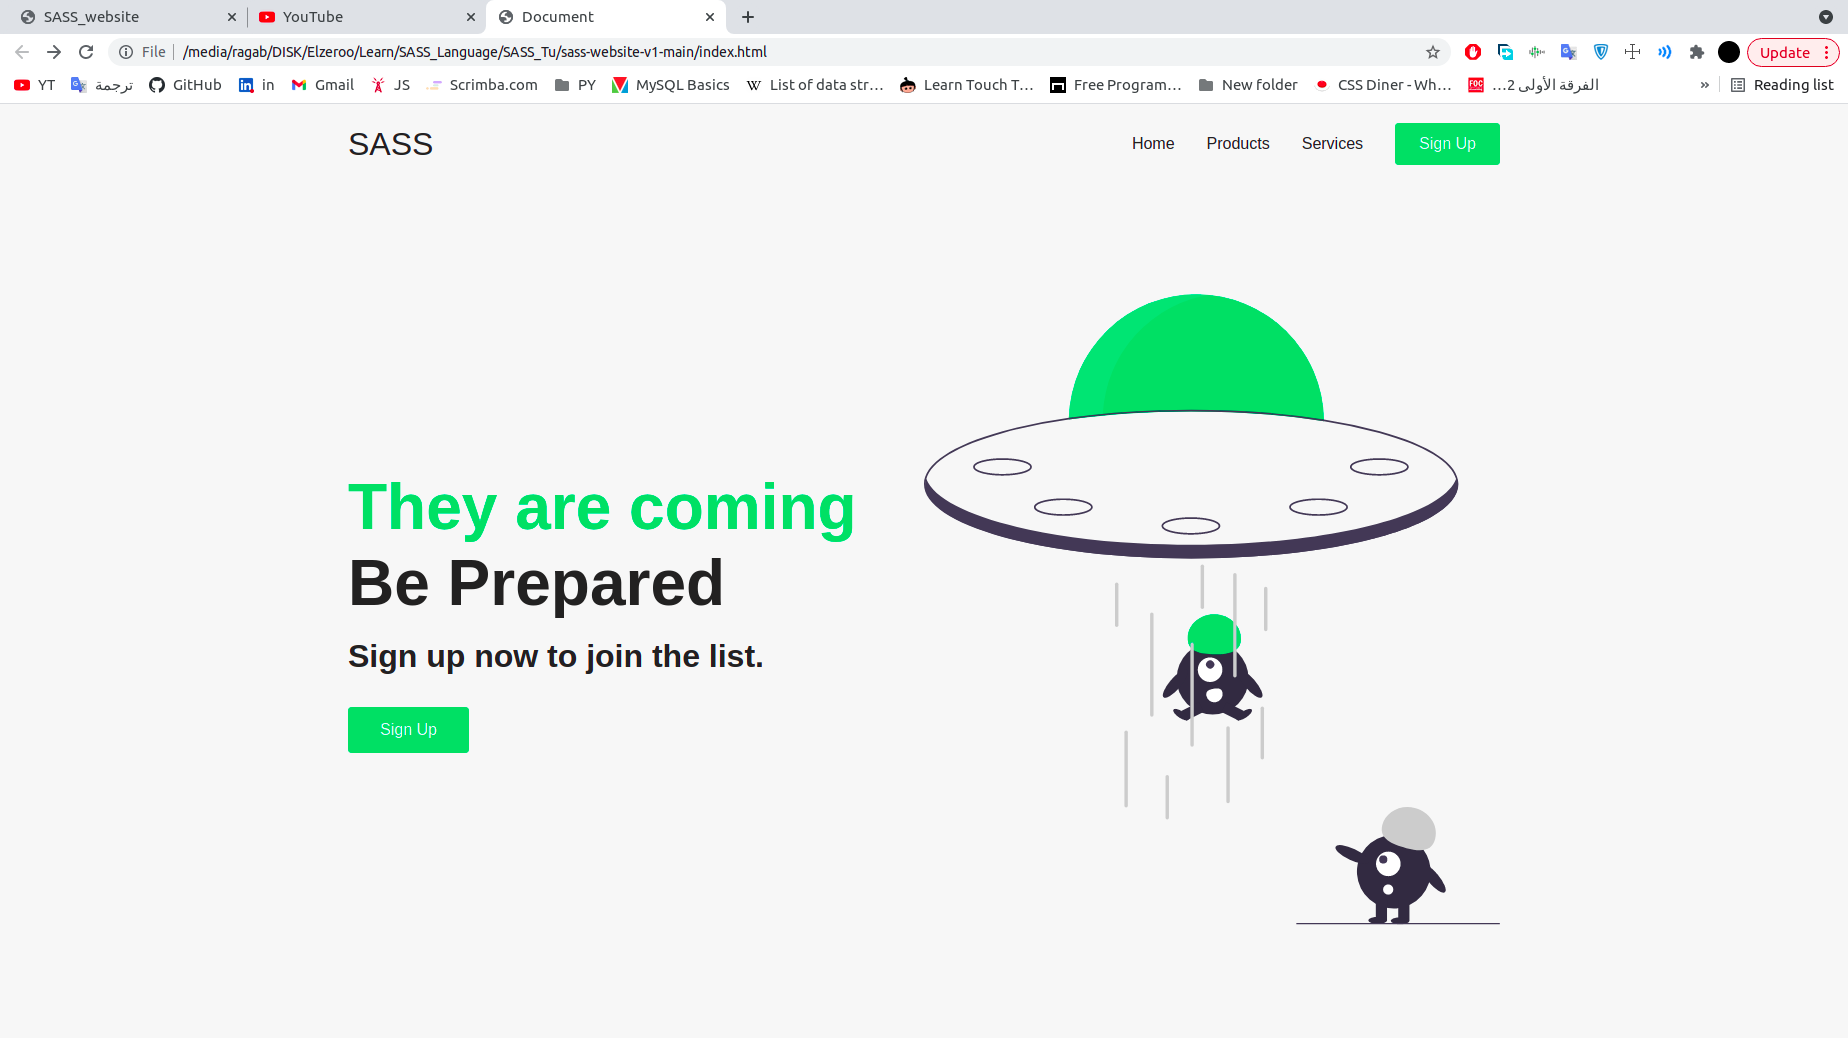 SASS_website
YouTube
Document
File
/media/ragab/DISK/Elzeroo/Learn/SASS_Language/SASS_Tu/sass-website-v1-main/index.html
Update
YT
ترجمة
GitHub
in
Gmail
JS
Scrimba.com
PY
MySQL Basics
List of data str…
Learn Touch T…
Free Program…
New folder
CSS Diner - Wh…
الفرقة الأولى 2…
»
Reading list
SASS
Home
Products
Services
Sign Up
They are coming
Be Prepared
Sign up now to join the list.
Sign Up